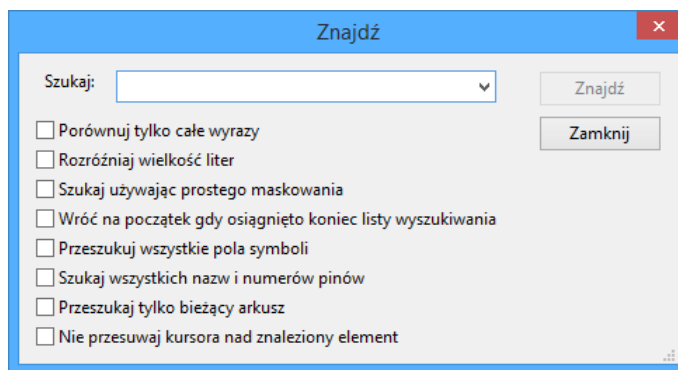 Znajdź
Szukaj:
Znajdź
Porównuj tylko całe wyrazy
Zamknij
Rozróźniaj wielkość liter
Szukaj używając prostego maskowania
Wróć na początek gdy osiągnięto koniec listy wyszukiwania
Przeszukuj wszystkie pola symboli
Szukaj wszystkich nazw i numerów pinów
Przeszukaj tylko bieżący arkusz
Nie przesuwaj kursora nad znaleziony element